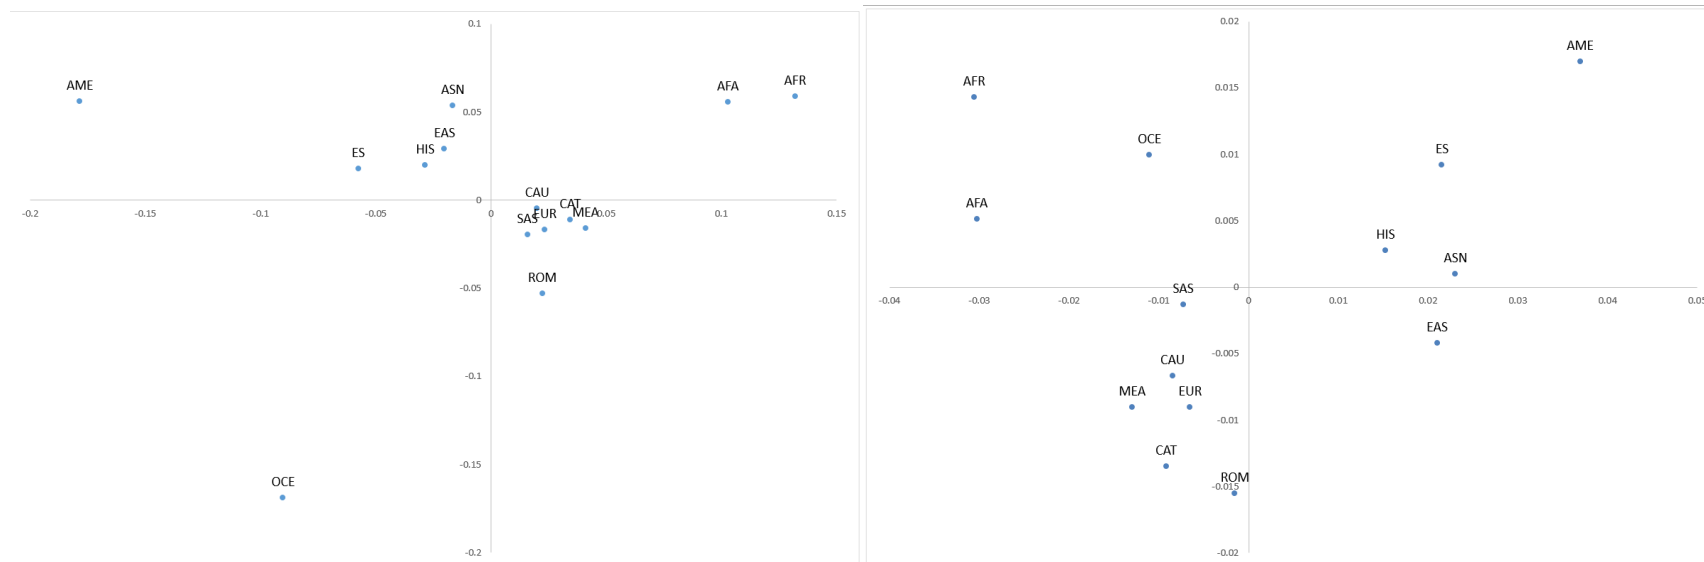 0.1
AME
ASN
AFA
AFR
0.05
EAS
HIS
ES
0
CAU
CAT
-0.2
-0.15
-0.1
-0.05
0
0.05
0.1
0.15
SAS
EUR
MEA
ROM
-0.05
-0.1
-0.15
OCE
-0.2
0.02
AME
AFR
0.015
OCE
0.01
ES
AFA
0.005
HIS
ASN
0
SAS
-0.04
-0.03
-0.02
-0.01
0
0.01
0.02
0.03
0.04
0.05
EAS
-0.005
CAU
MEA
EUR
-0.01
CAT
ROM
-0.015
-0.02